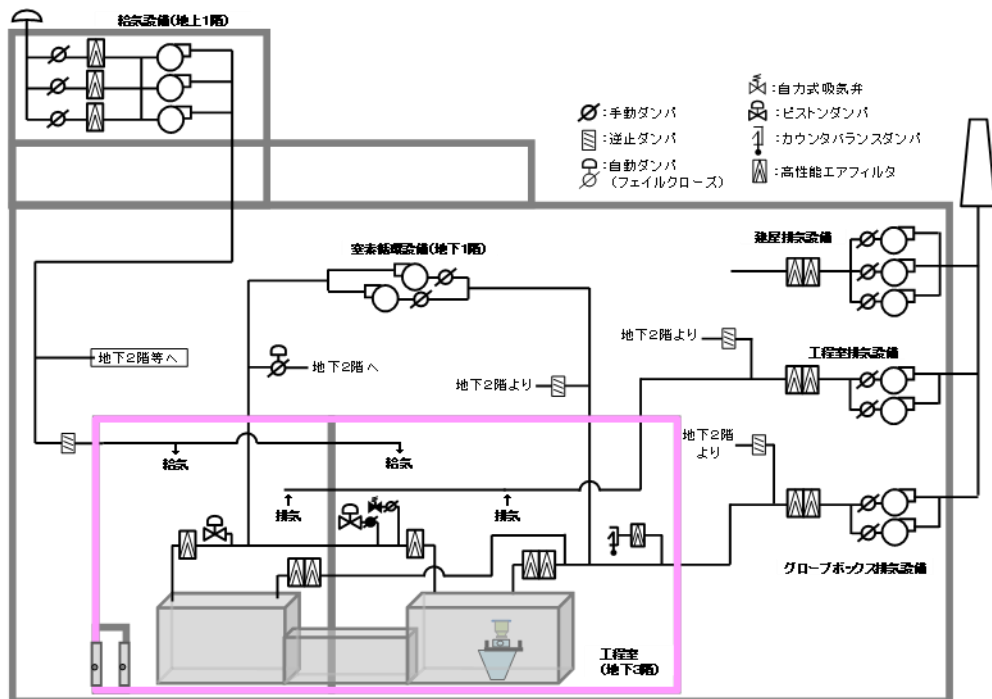 給気設備(地上1階)
:手動ダンパ
:逆止ダンパ
:自動ダンパ
(フェイルクローズ)
:自力式吸気弁
:ピストンダンパ
:カウンタバランスダンパ
:高性能エアフィルタ
窒素循環設備(地下1階)
建屋排気設備
地下2階等へ
地下2階へ
地下2階より
地下2階より
工程室排気設備
地下2階
より
給気
給気
排気
排気
グローブボックス排気設備
工程室
(地下3階)